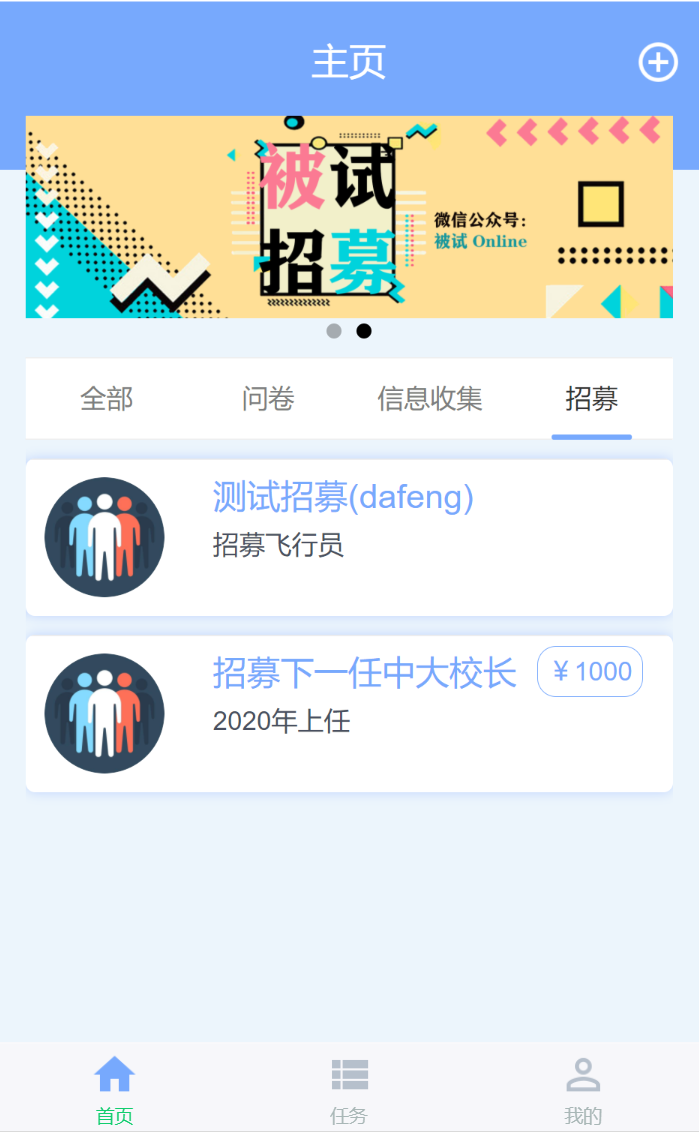 主页
被试
招募
微信公众号：
被试 Online
全部 问卷 信息收集 招募
测试招募(dafeng)
招募飞行员
招募下一任中大校长 ￥1000
2020年上任
首页 任务 我的